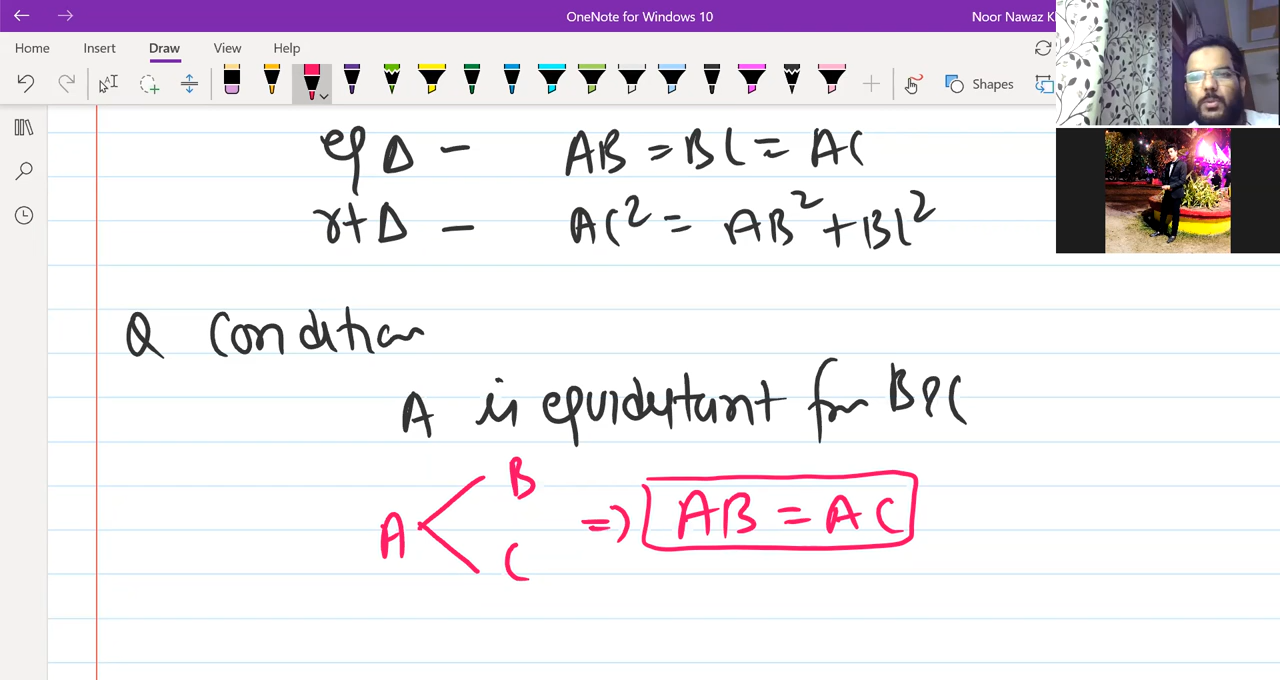 OneNote for Windows 10
Noor Nawaz K
Home Insert Draw View Help
Shapes
eq Δ - AB = BC = AC
rt Δ - AC² = AB² + BC²
Q Condition
A is equidistant from B & C
A < B C => AB = AC